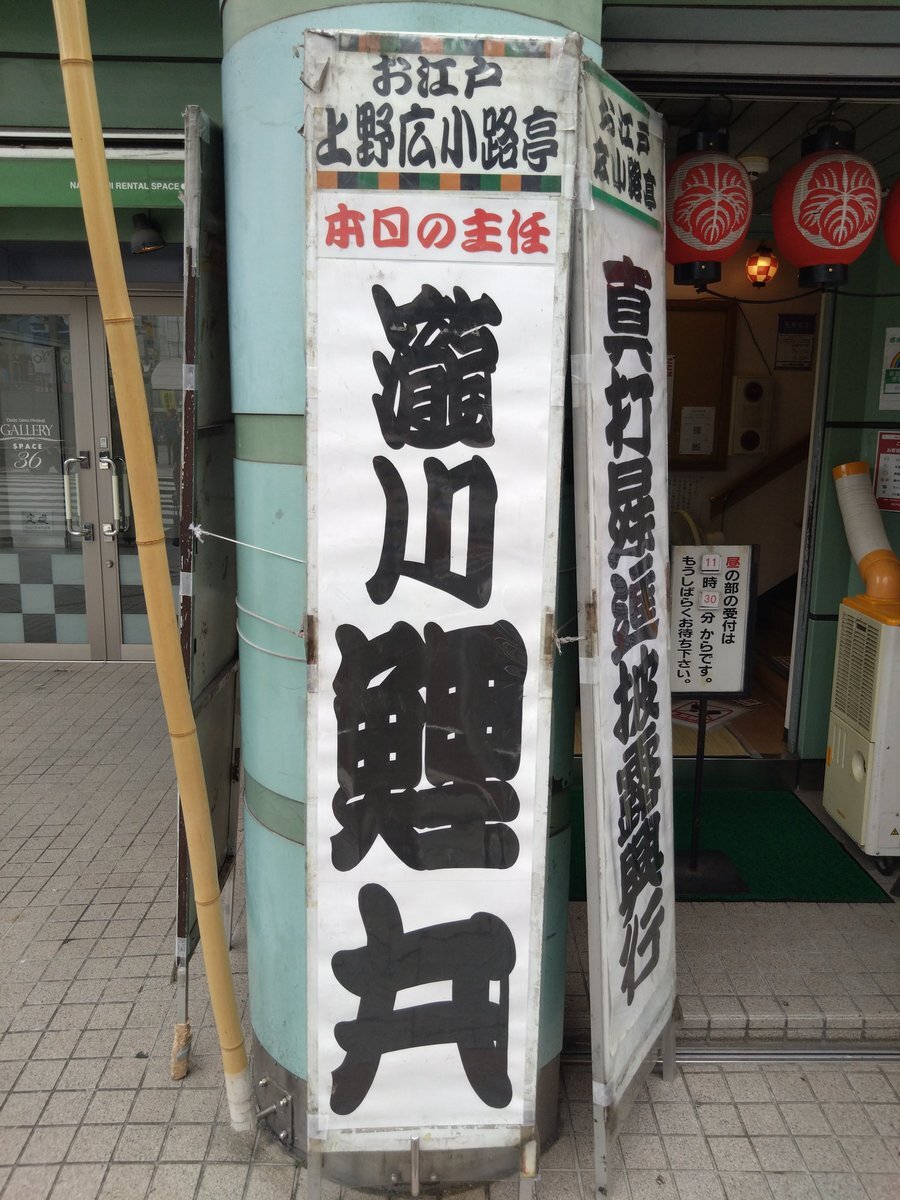 お江戸
上野広小路亭
本日の主任
瀧川鯉丸
お江戸
広小路亭
真打昇進披露興行
昼の部の受付は
11時30分からです。
もうしばらくお待ち下さい。
RENTAL SPACE
GALLERY
SPACE
36